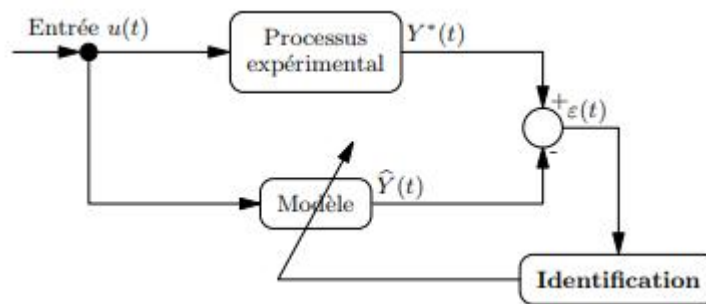 Entrée u(t)
Processus
expérimental
Y*(t)
+
ε(t)
-
Modèle
Ŷ(t)
Identification